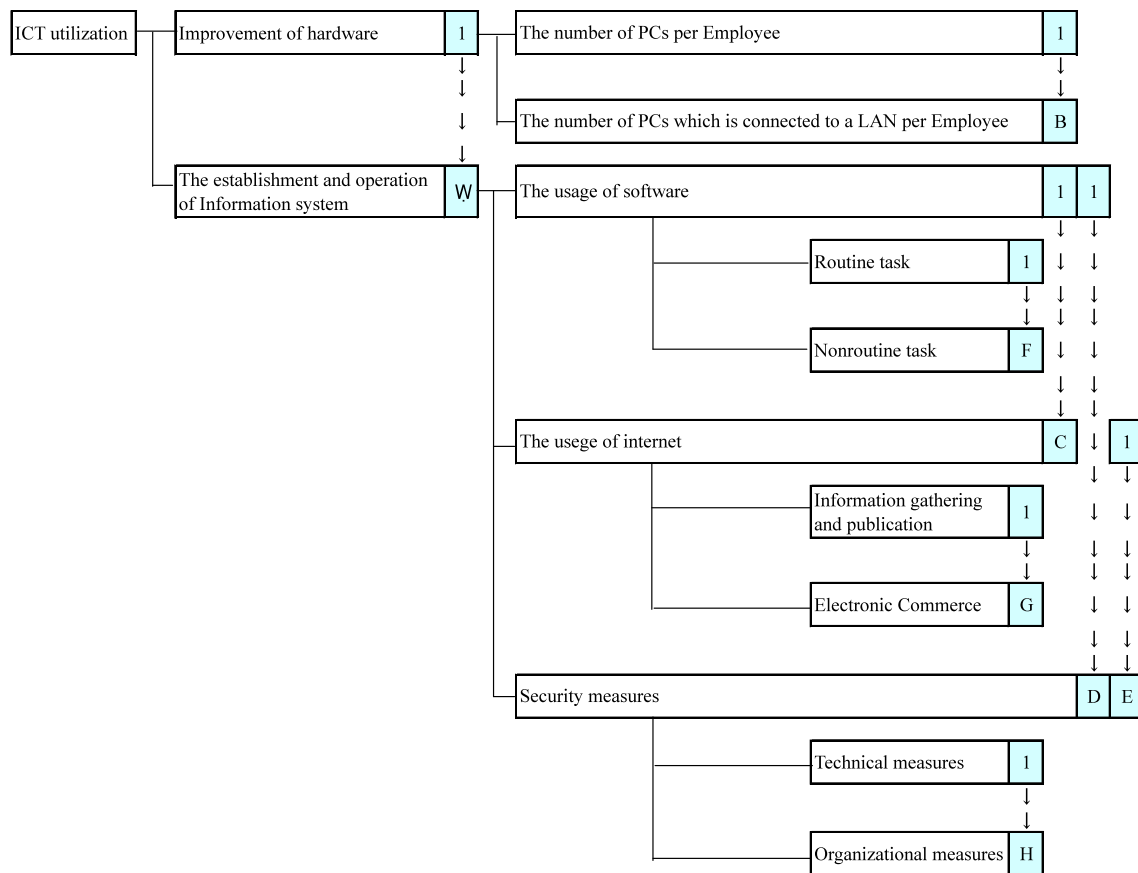 ICT utilization
Improvement of hardware 1
The number of PCs per Employee 1
The number of PCs which is connected to a LAN per Employee B
The establishment and operation
of Information system
Ẉ
The usage of software 1 1
Routine task 1
Nonroutine task F
The usege of internet C 1
Information gathering
and publication
1
Electronic Commerce G
Security measures D E
Technical measures 1
Organizational measures H